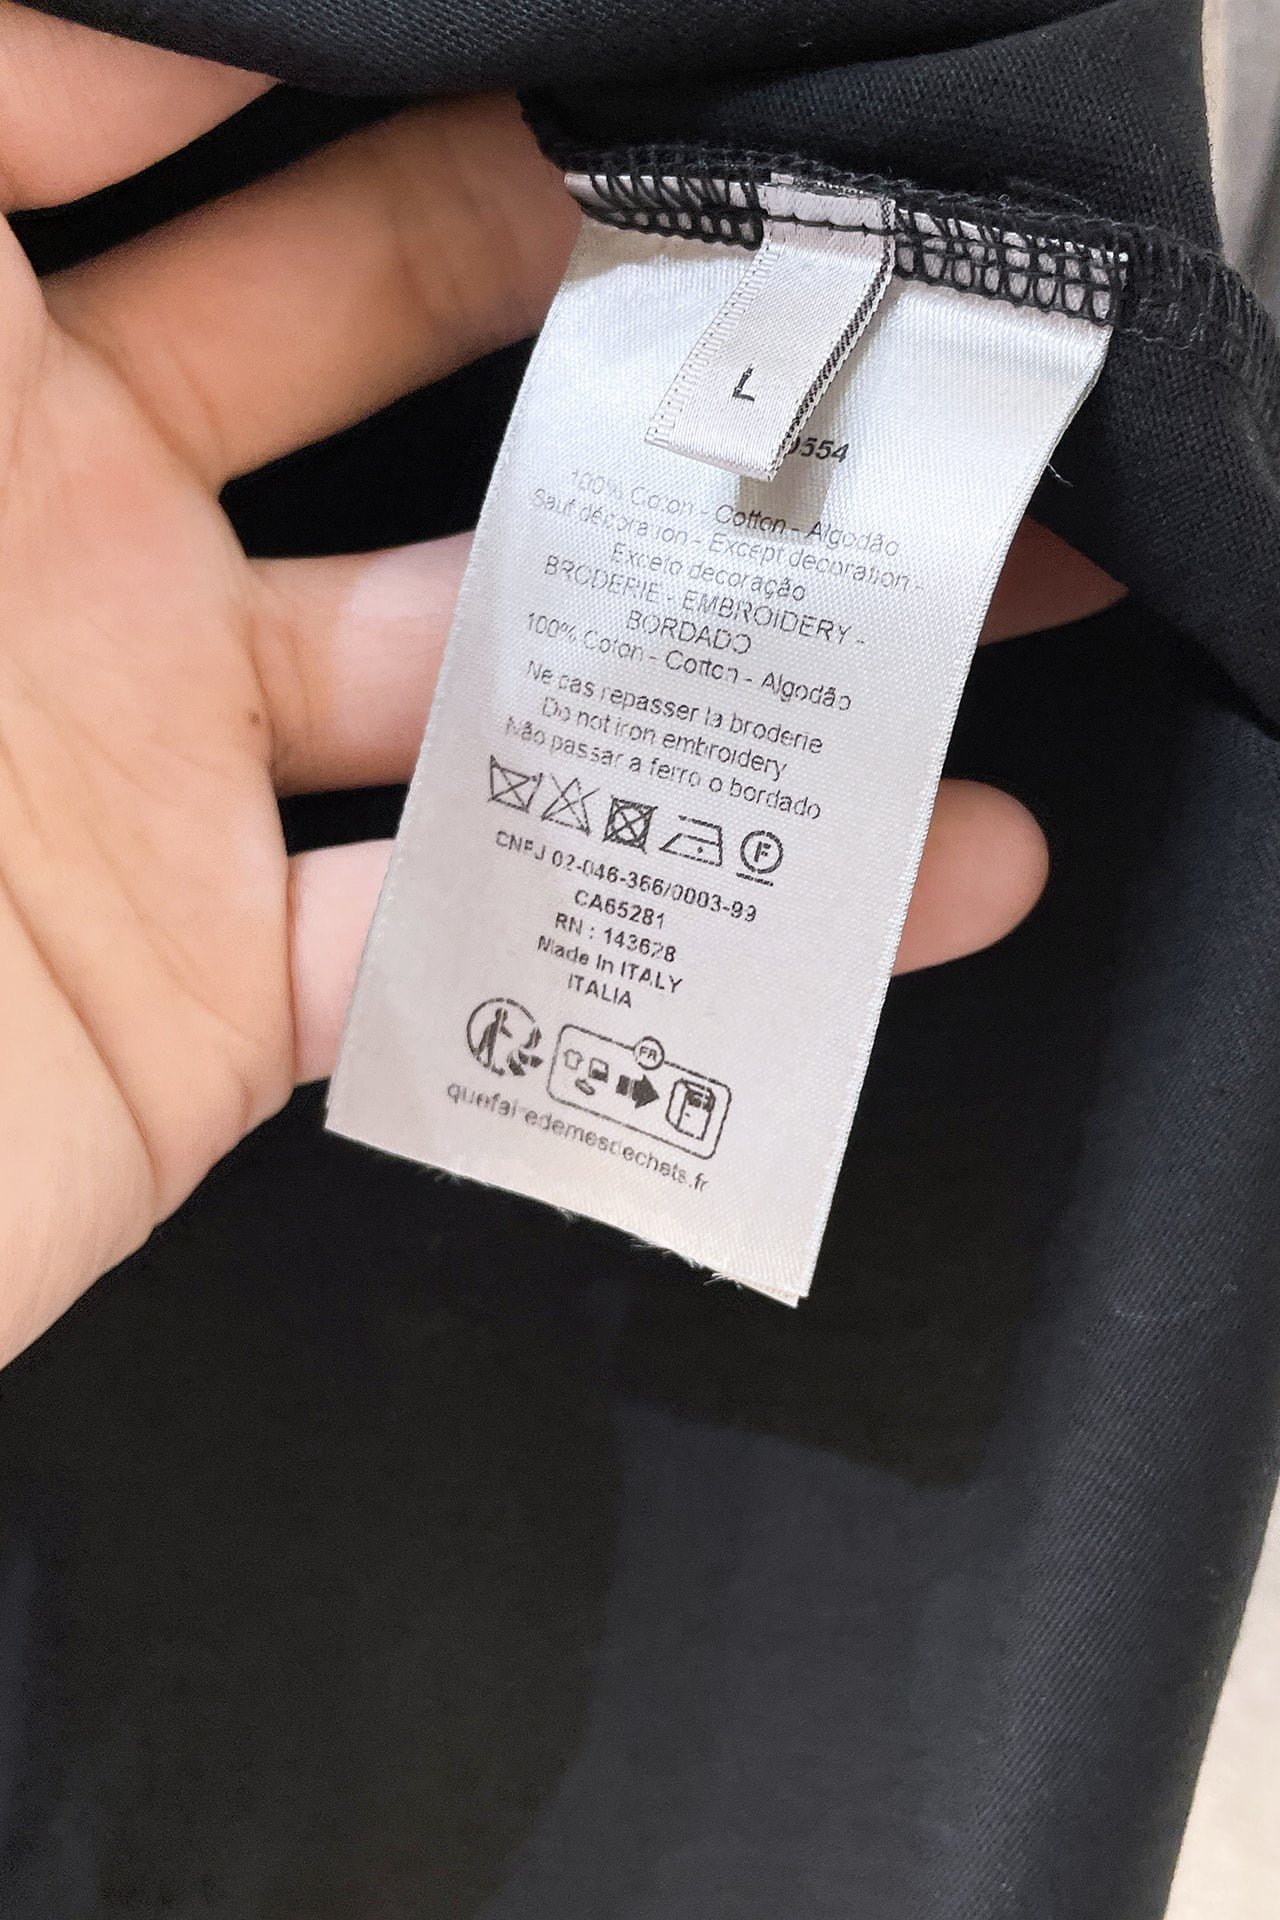 L
554
100% Coton - Cotton - Algodão
Sauf décoration - Except decoration -
Exceto decoração
BRODERIE - EMBROIDERY -
BORDADO
100% Coton - Cotton - Algodão
Ne pas repasser la broderie
Do not iron embroidery
Não passar a ferro o bordado
F
CNPJ 02-046-366/0003-99
CA65281
RN : 143628
Made In ITALY
ITALIA
FR
quefairedemesdechets.fr